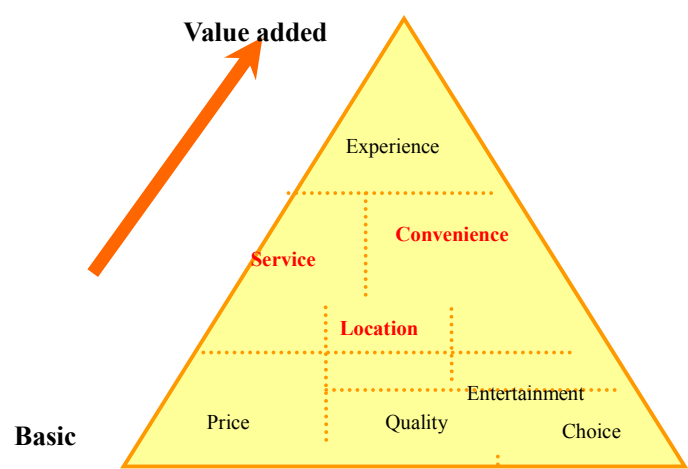 Value added
Experience
Convenience
Service
Location
Entertainment
Price
Quality
Choice
Basic